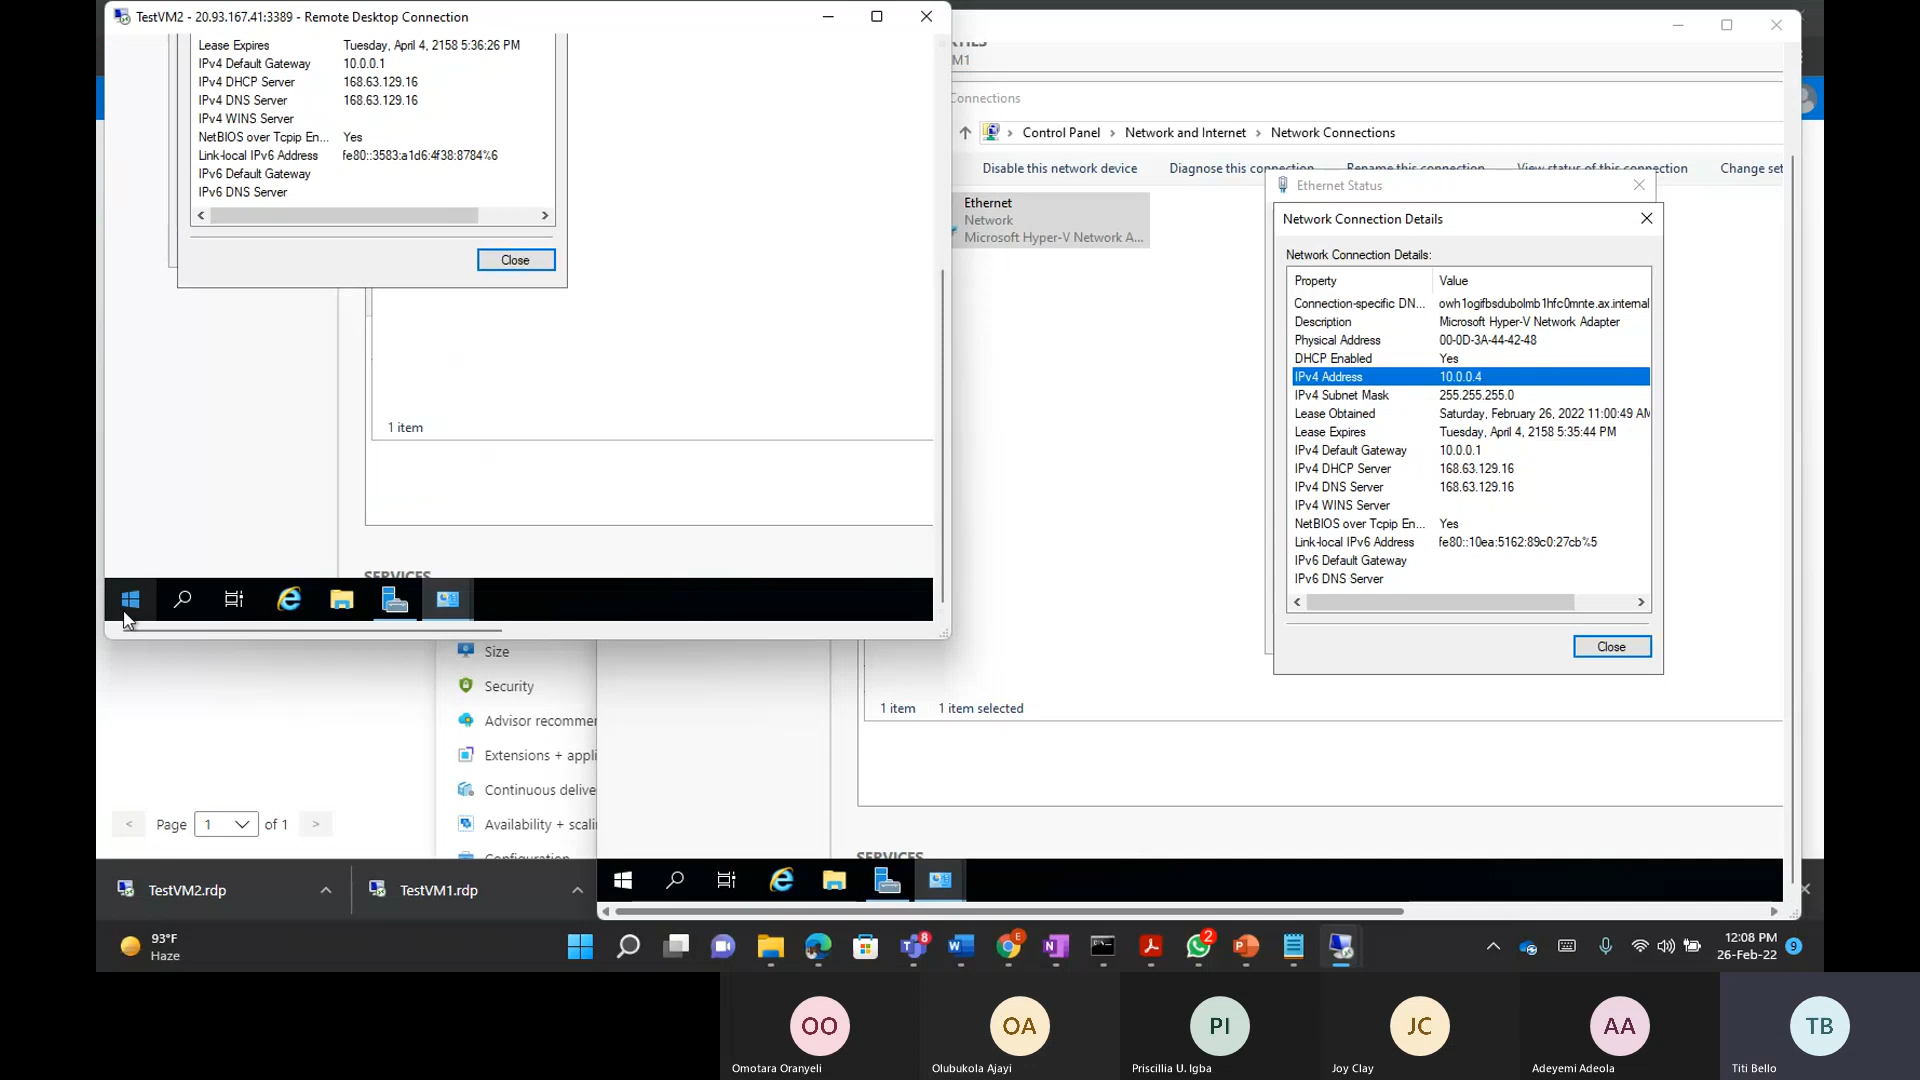 TestVM2 - 20.93.167.41:3389 - Remote Desktop Connection
Lease Expires Tuesday, April 4, 2158 5:36:26 PM
IPv4 Default Gateway 10.0.0.1
IPv4 DHCP Server 168.63.129.16
IPv4 DNS Server 168.63.129.16
IPv4 WINS Server
NetBIOS over Tcpip En... Yes
Link-local IPv6 Address fe80::3583:a1d6:4f38:8784%6
IPv6 Default Gateway
IPv6 DNS Server
Close
1 item
SERVICES
M1
Connections
Control Panel > Network and Internet > Network Connections
Disable this network device Diagnose this connection Rename this connection View status of this connection Change set
Ethernet
Network
Microsoft Hyper-V Network A...
Ethernet Status
Network Connection Details
Network Connection Details:
Property Value
Connection-specific DN... owh1ogifbsdubolmb1hfc0mnte.ax.internal
Description Microsoft Hyper-V Network Adapter
Physical Address 00-0D-3A-44-42-48
DHCP Enabled Yes
IPv4 Address 10.0.0.4
IPv4 Subnet Mask 255.255.255.0
Lease Obtained Saturday, February 26, 2022 11:00:49 AM
Lease Expires Tuesday, April 4, 2158 5:35:44 PM
IPv4 Default Gateway 10.0.0.1
IPv4 DHCP Server 168.63.129.16
IPv4 DNS Server 168.63.129.16
IPv4 WINS Server
NetBIOS over Tcpip En... Yes
Link-local IPv6 Address fe80::10ea:5162:89c0:27cb%5
IPv6 Default Gateway
IPv6 DNS Server
Close
1 item 1 item selected
SERVICES
Size
Security
Advisor recommen
Extensions + appli
Continuous delive
Availability + scali
Configuration
< Page 1 of 1 >
TestVM2.rdp TestVM1.rdp
93°F
Haze
8
E
2
12:08 PM
26-Feb-22
9
OO OA PI JC AA TB
Omotara Oranyeli Olubukola Ajayi Priscillia U. Igba Joy Clay Adeyemi Adeola Titi Bello